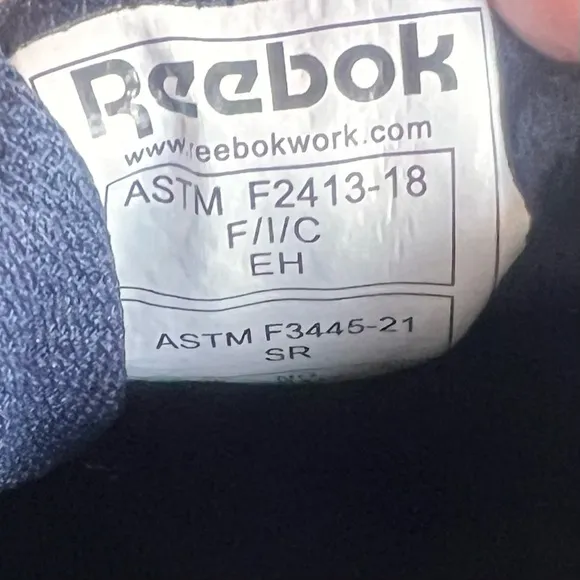 Reebok
www.reebokwork.com
ASTM F2413-18
F/I/C
EH
ASTM F3445-21
SR